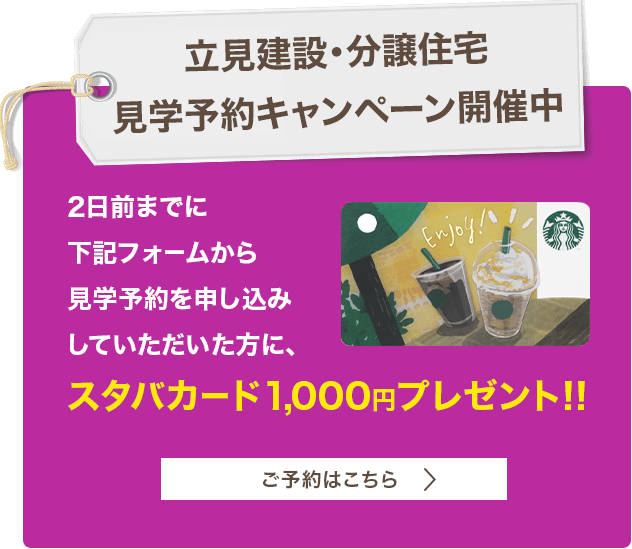 立見建設・分譲住宅
見学予約キャンペーン開催中
2日前までに
下記フォームから
見学予約を申し込み
していただいた方に、
Enjoy!
スタバカード1,000円プレゼント!!
ご予約はこちら